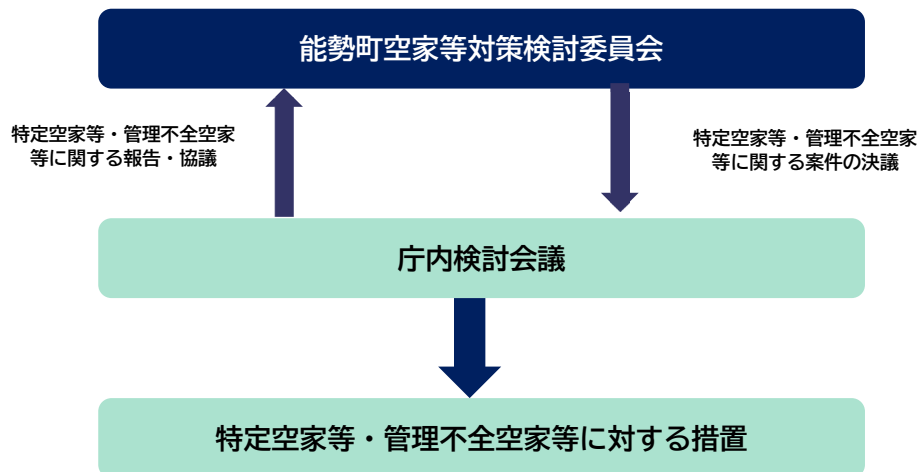 能勢町空家等対策検討委員会
特定空家等・管理不全空家
等に関する報告・協議
特定空家等・管理不全空家
等に関する案件の決議
庁内検討会議
特定空家等・管理不全空家等に対する措置